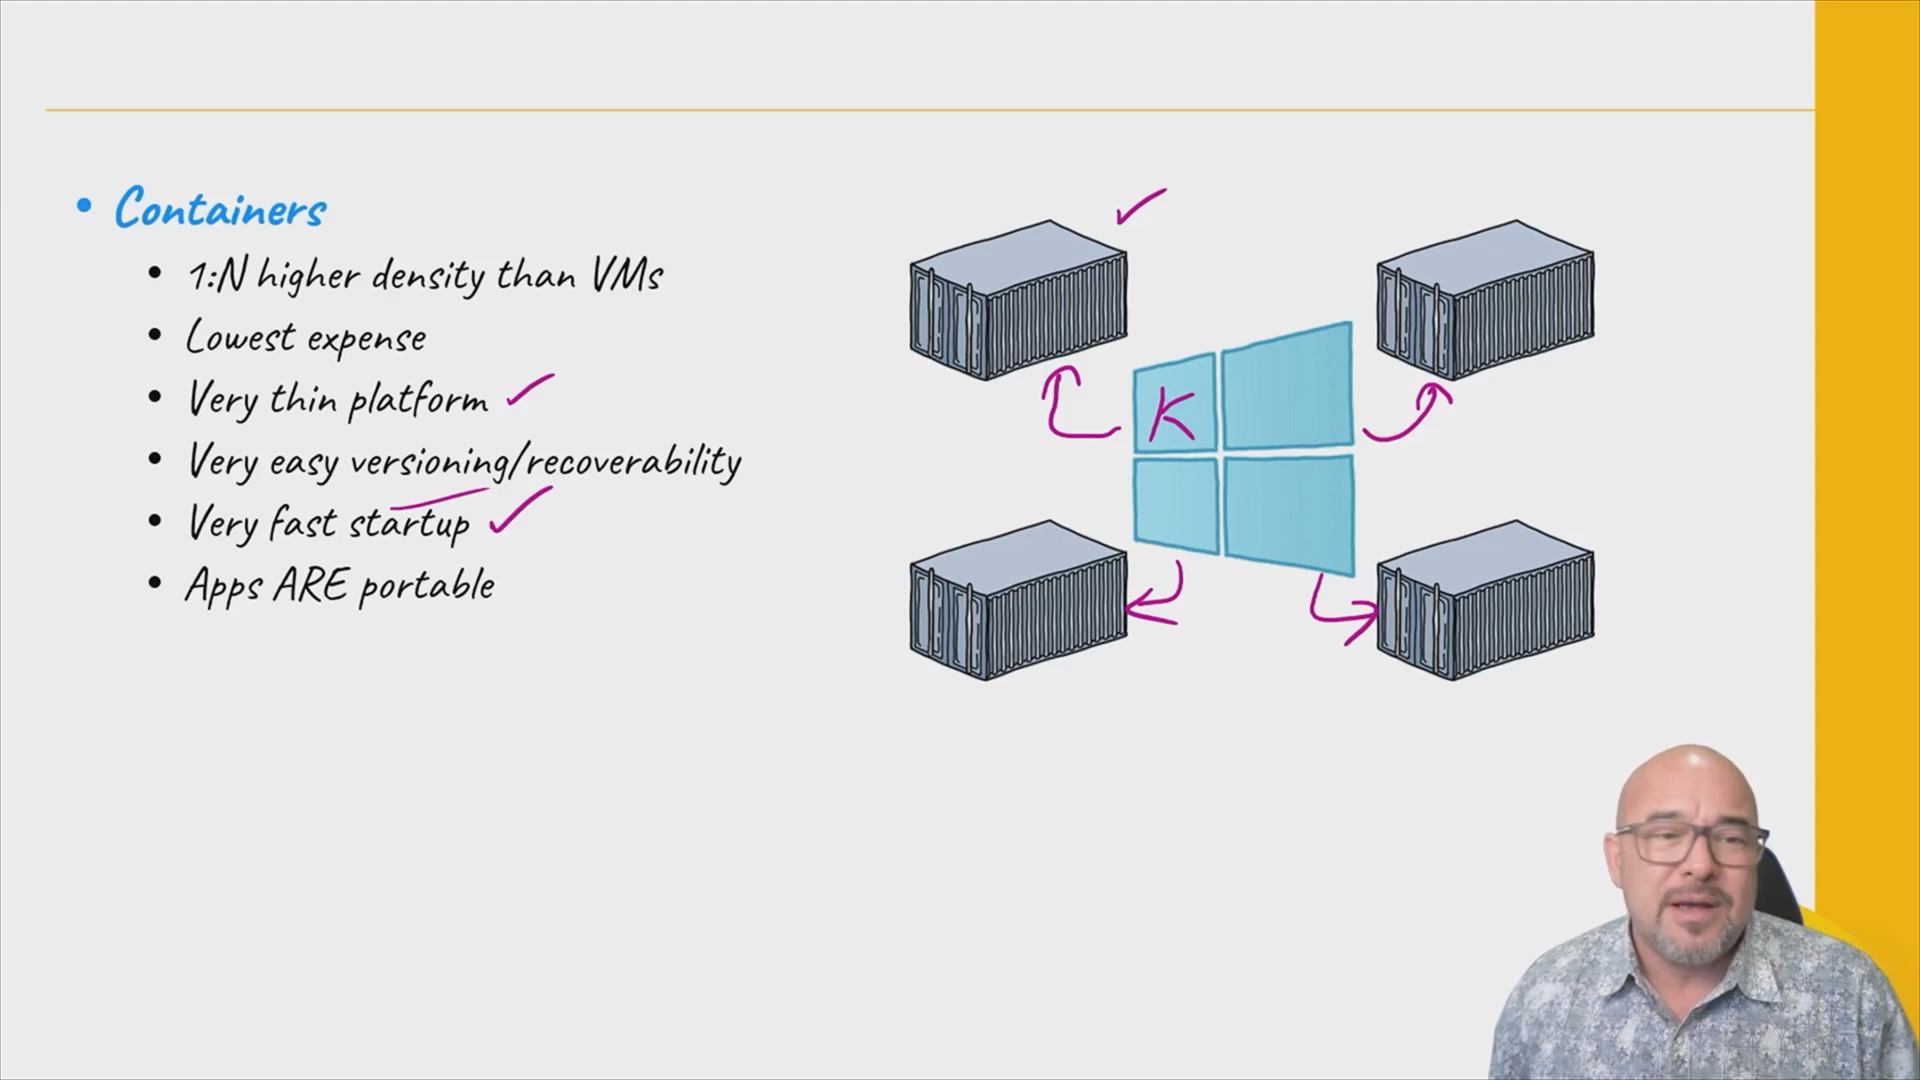 Containers
1:N higher density than VMs
Lowest expense
Very thin platform
Very easy versioning/recoverability
Very fast startup
Apps ARE portable
K